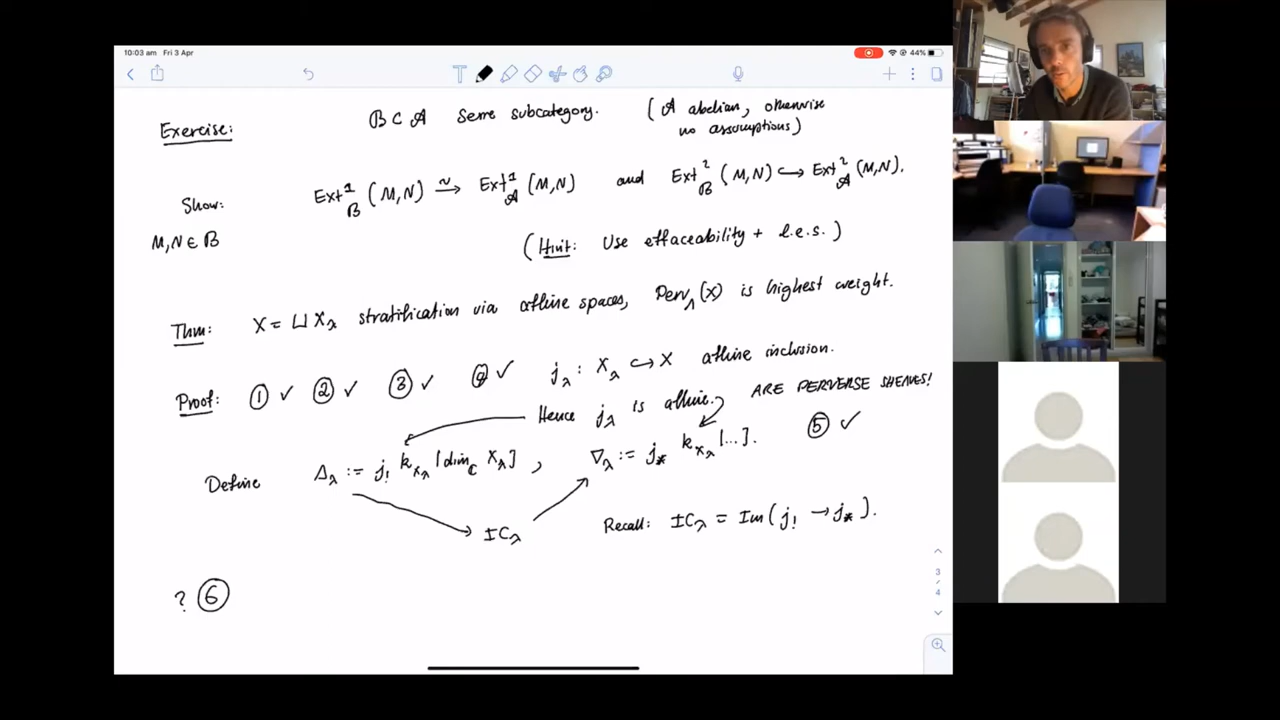 10:03 am Fri 3 Apr
44%
Exercise: B ⊂ A Serre subcategory. (A abelian, otherwise no assumptions)
Show: Ext¹_B (M,N) ~→ Ext¹_A (M,N) and Ext²_B (M,N) ↪ Ext²_A (M,N).
M,N ∈ B
(Hint: Use effaceability + l.e.s.)
Thm: X = ⊔ X_λ stratification via affine spaces, Perv_Λ(X) is highest weight.
Proof: ① ✓ ② ✓ ③ ✓ ④ ✓ j_λ : X_λ ↪ X affine inclusion.
Hence j_λ is affine. ARE PERVERSE SHEAVES!
Define Δ_λ := j_! k_{X_λ} [dim_C X_λ] , ∇_λ := j_* k_{X_λ} [...]. ⑤ ✓
IC_λ Recall: IC_λ = Im(j_! → j_*).
? ⑥
3
/
4